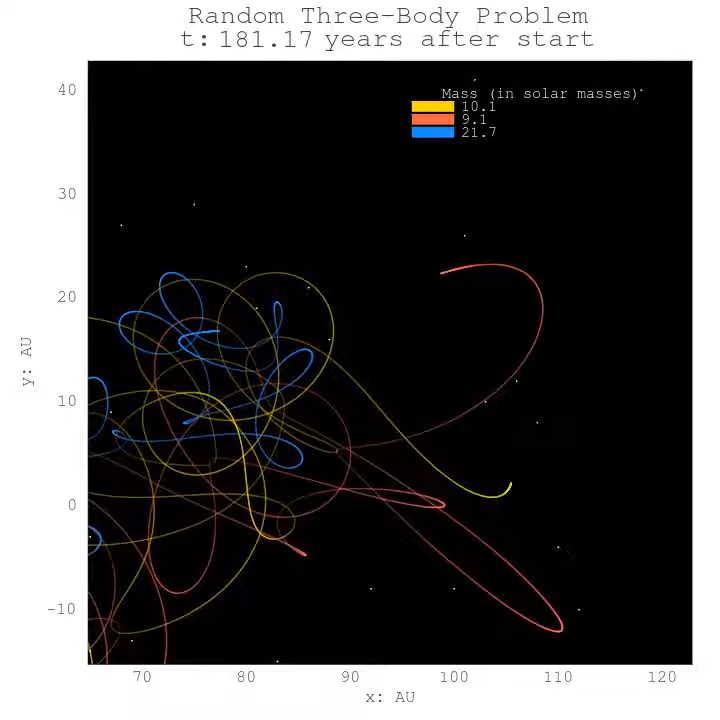 Random Three-Body Problem
t: 181.17 years after start
Mass (in solar masses)
10.1
9.1
21.7
40
30
20
10
0
-10
y: AU
70 80 90 100 110 120
x: AU